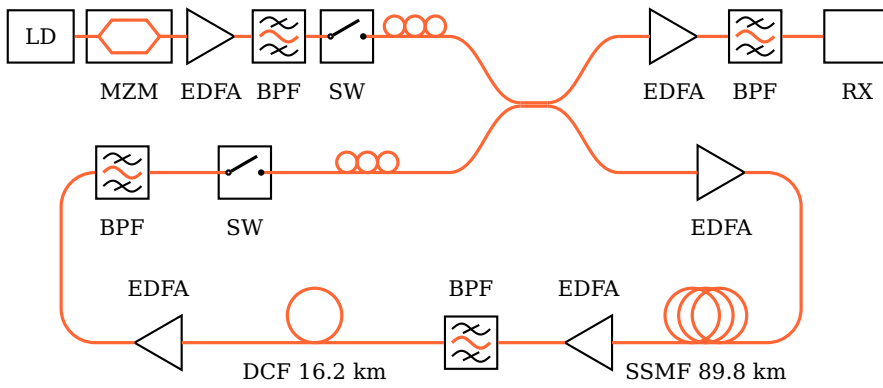 LD
MZM
EDFA
BPF
SW
EDFA
BPF
RX
BPF
SW
EDFA
EDFA
BPF
EDFA
DCF 16.2 km
SSMF 89.8 km